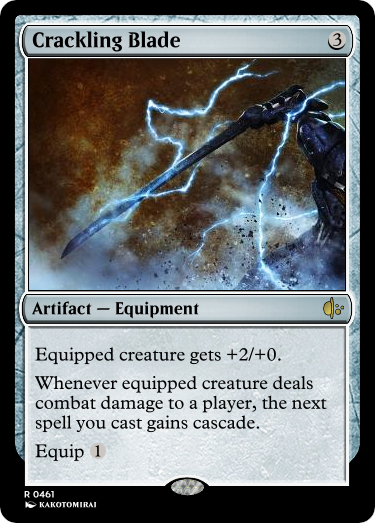 Crackling Blade 3
Artifact — Equipment
Equipped creature gets +2/+0.
Whenever equipped creature deals
combat damage to a player, the next
spell you cast gains cascade.
Equip 1
R 0461
KAKOTOMIRAI